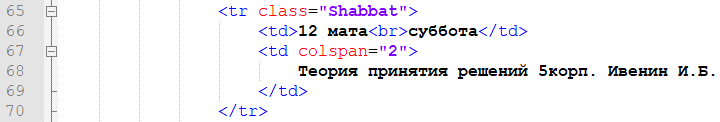 65 <tr class="Shabbat">
66 <td>12 мата<br>суббота</td>
67 <td colspan="2">
68 Теория принятия решений 5корп. Ивенин И.Б.
69 </td>
70 </tr>